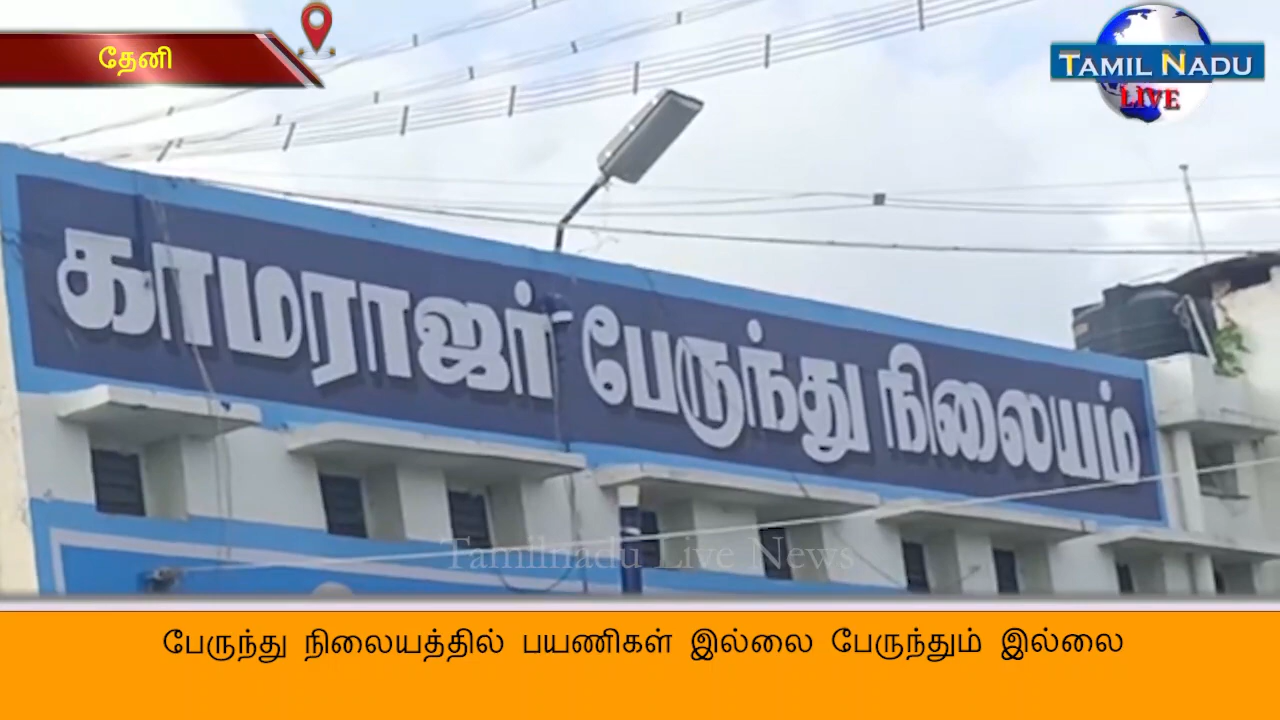 தேனி
TAMIL NADU
LIVE
காமராஜர் பேருந்து நிலையம்
Tamilnadu Live News
பேருந்து நிலையத்தில் பயணிகள் இல்லை பேருந்தும் இல்லை